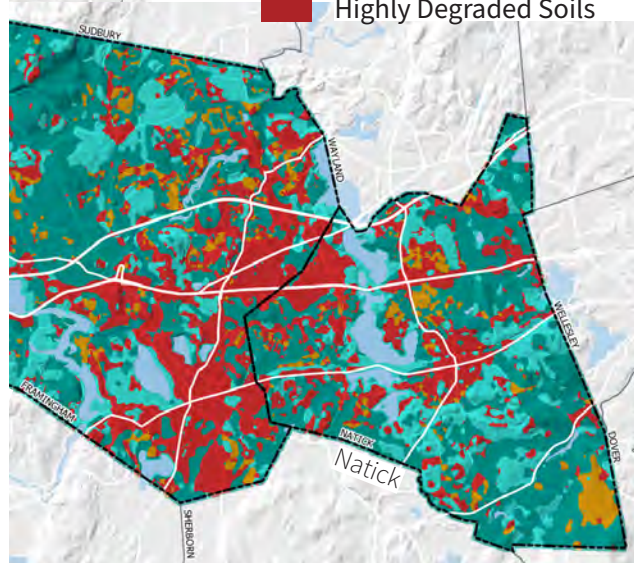 Highly Degraded Soils
SUDBURY
WAYLAND
WELLESLEY
FRAMINGHAM
NATICK
Natick
DOVER
SHERBORN